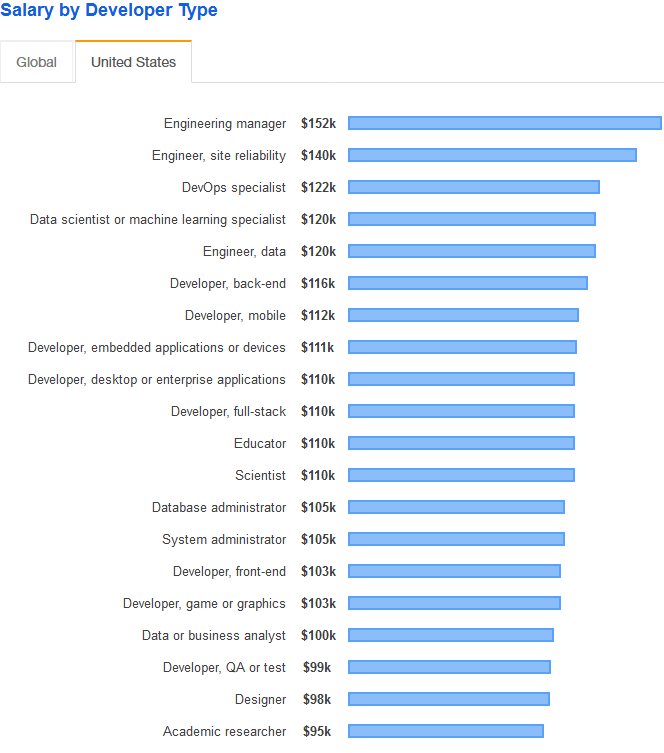 Salary by Developer Type
Global United States
Engineering manager $152k
Engineer, site reliability $140k
DevOps specialist $122k
Data scientist or machine learning specialist $120k
Engineer, data $120k
Developer, back-end $116k
Developer, mobile $112k
Developer, embedded applications or devices $111k
Developer, desktop or enterprise applications $110k
Developer, full-stack $110k
Educator $110k
Scientist $110k
Database administrator $105k
System administrator $105k
Developer, front-end $103k
Developer, game or graphics $103k
Data or business analyst $100k
Developer, QA or test $99k
Designer $98k
Academic researcher $95k